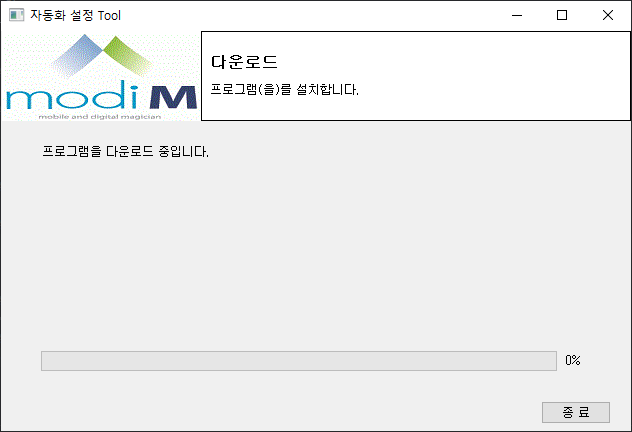 자동화 설정 Tool
modi M
mobile and digital magician
다운로드
프로그램(을)를 설치합니다.
프로그램을 다운로드 중입니다.
0%
종 료